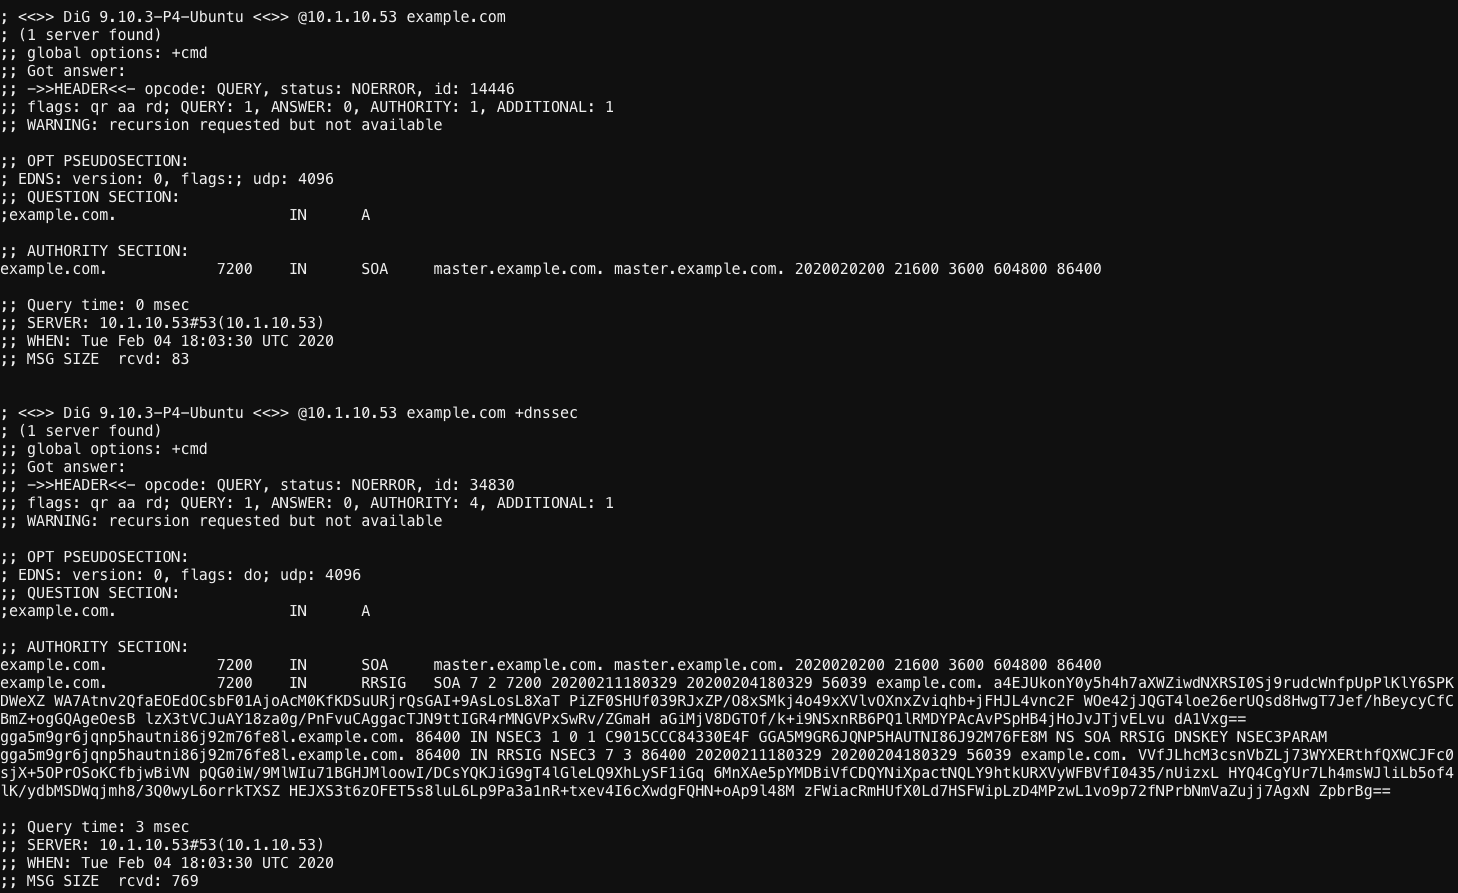 ; <<>> DiG 9.10.3-P4-Ubuntu <<>> @10.1.10.53 example.com
; (1 server found)
;; global options: +cmd
;; Got answer:
;; ->>HEADER<<- opcode: QUERY, status: NOERROR, id: 14446
;; flags: qr aa rd; QUERY: 1, ANSWER: 0, AUTHORITY: 1, ADDITIONAL: 1
;; WARNING: recursion requested but not available

;; OPT PSEUDOSECTION:
; EDNS: version: 0, flags:; udp: 4096
;; QUESTION SECTION:
;example.com.			IN	A

;; AUTHORITY SECTION:
example.com.		7200	IN	SOA	master.example.com. master.example.com. 2020020200 21600 3600 604800 86400

;; Query time: 0 msec
;; SERVER: 10.1.10.53#53(10.1.10.53)
;; WHEN: Tue Feb 04 18:03:30 UTC 2020
;; MSG SIZE  rcvd: 83

; <<>> DiG 9.10.3-P4-Ubuntu <<>> @10.1.10.53 example.com +dnssec
; (1 server found)
;; global options: +cmd
;; Got answer:
;; ->>HEADER<<- opcode: QUERY, status: NOERROR, id: 34830
;; flags: qr aa rd; QUERY: 1, ANSWER: 0, AUTHORITY: 4, ADDITIONAL: 1
;; WARNING: recursion requested but not available

;; OPT PSEUDOSECTION:
; EDNS: version: 0, flags: do; udp: 4096
;; QUESTION SECTION:
;example.com.			IN	A

;; AUTHORITY SECTION:
example.com.		7200	IN	SOA	master.example.com. master.example.com. 2020020200 21600 3600 604800 86400
example.com.		7200	IN	RRSIG	SOA 7 2 7200 20200211180329 20200204180329 56039 example.com. a4EJUkonY0y5h4h7aXWZiwdNXRSI0Sj9rudcWnfpUpPlKlY6SPK
DWeXZ WA7Atnv2QfaEOEdOCsbF01AjoAcM0KfKDSuURjrQsGAI+9AsLosL8XaT PiZF0SHUf039RJxZP/O8xSMkj4o49xXVlvOXnxZviqhb+jFHJL4vnc2F WOe42jJQGT4loe26erUQsd8HwgT7Jef/hBeycyCfC
BmZ+ogGQAgeOesB lzX3tVCJuAY18za0g/PnFvuCAggacTJN9ttIGR4rMNGVPxSwRv/ZGmaH aGiMjV8DGTOf/k+i9NSxnRB6PQ1lRMDYPAcAvPSpHB4jHoJvJTjvELvu dA1Vxg==
gga5m9gr6jqnp5hautni86j92m76fe8l.example.com. 86400 IN NSEC3 1 0 1 C9015CCC84330E4F GGA5M9GR6JQNP5HAUTNI86J92M76FE8M NS SOA RRSIG DNSKEY NSEC3PARAM
gga5m9gr6jqnp5hautni86j92m76fe8l.example.com. 86400 IN RRSIG NSEC3 7 3 86400 20200211180329 20200204180329 56039 example.com. VVfJLhcM3csnVbZLj73WYXERthfQXWCJFc0
sjX+5OPrOSoKCfbjwBiVN pQG0iW/9MlWIu71BGHJMloowI/DCsYQKJiG9gT4lGleLQ9XhLySF1iGq 6MnXAe5pYMDBiVfCDQYNiXpactNQLY9htkURXVyWFBVfI0435/nUizxL HYQ4CgYUr7Lh4msWJliLb5of4
lK/ydbMSDWqjmh8/3Q0wyL6orrkTXSZ HEJXS3t6zOFET5s8luL6Lp9Pa3a1nR+txev4I6cXwdgFQHN+oAp9l48M zFWiacRmHUfX0Ld7HSFWipLzD4MPzwL1vo9p72fNPrbNmVaZujj7AgxN ZpbrBg==

;; Query time: 3 msec
;; SERVER: 10.1.10.53#53(10.1.10.53)
;; WHEN: Tue Feb 04 18:03:30 UTC 2020
;; MSG SIZE  rcvd: 769